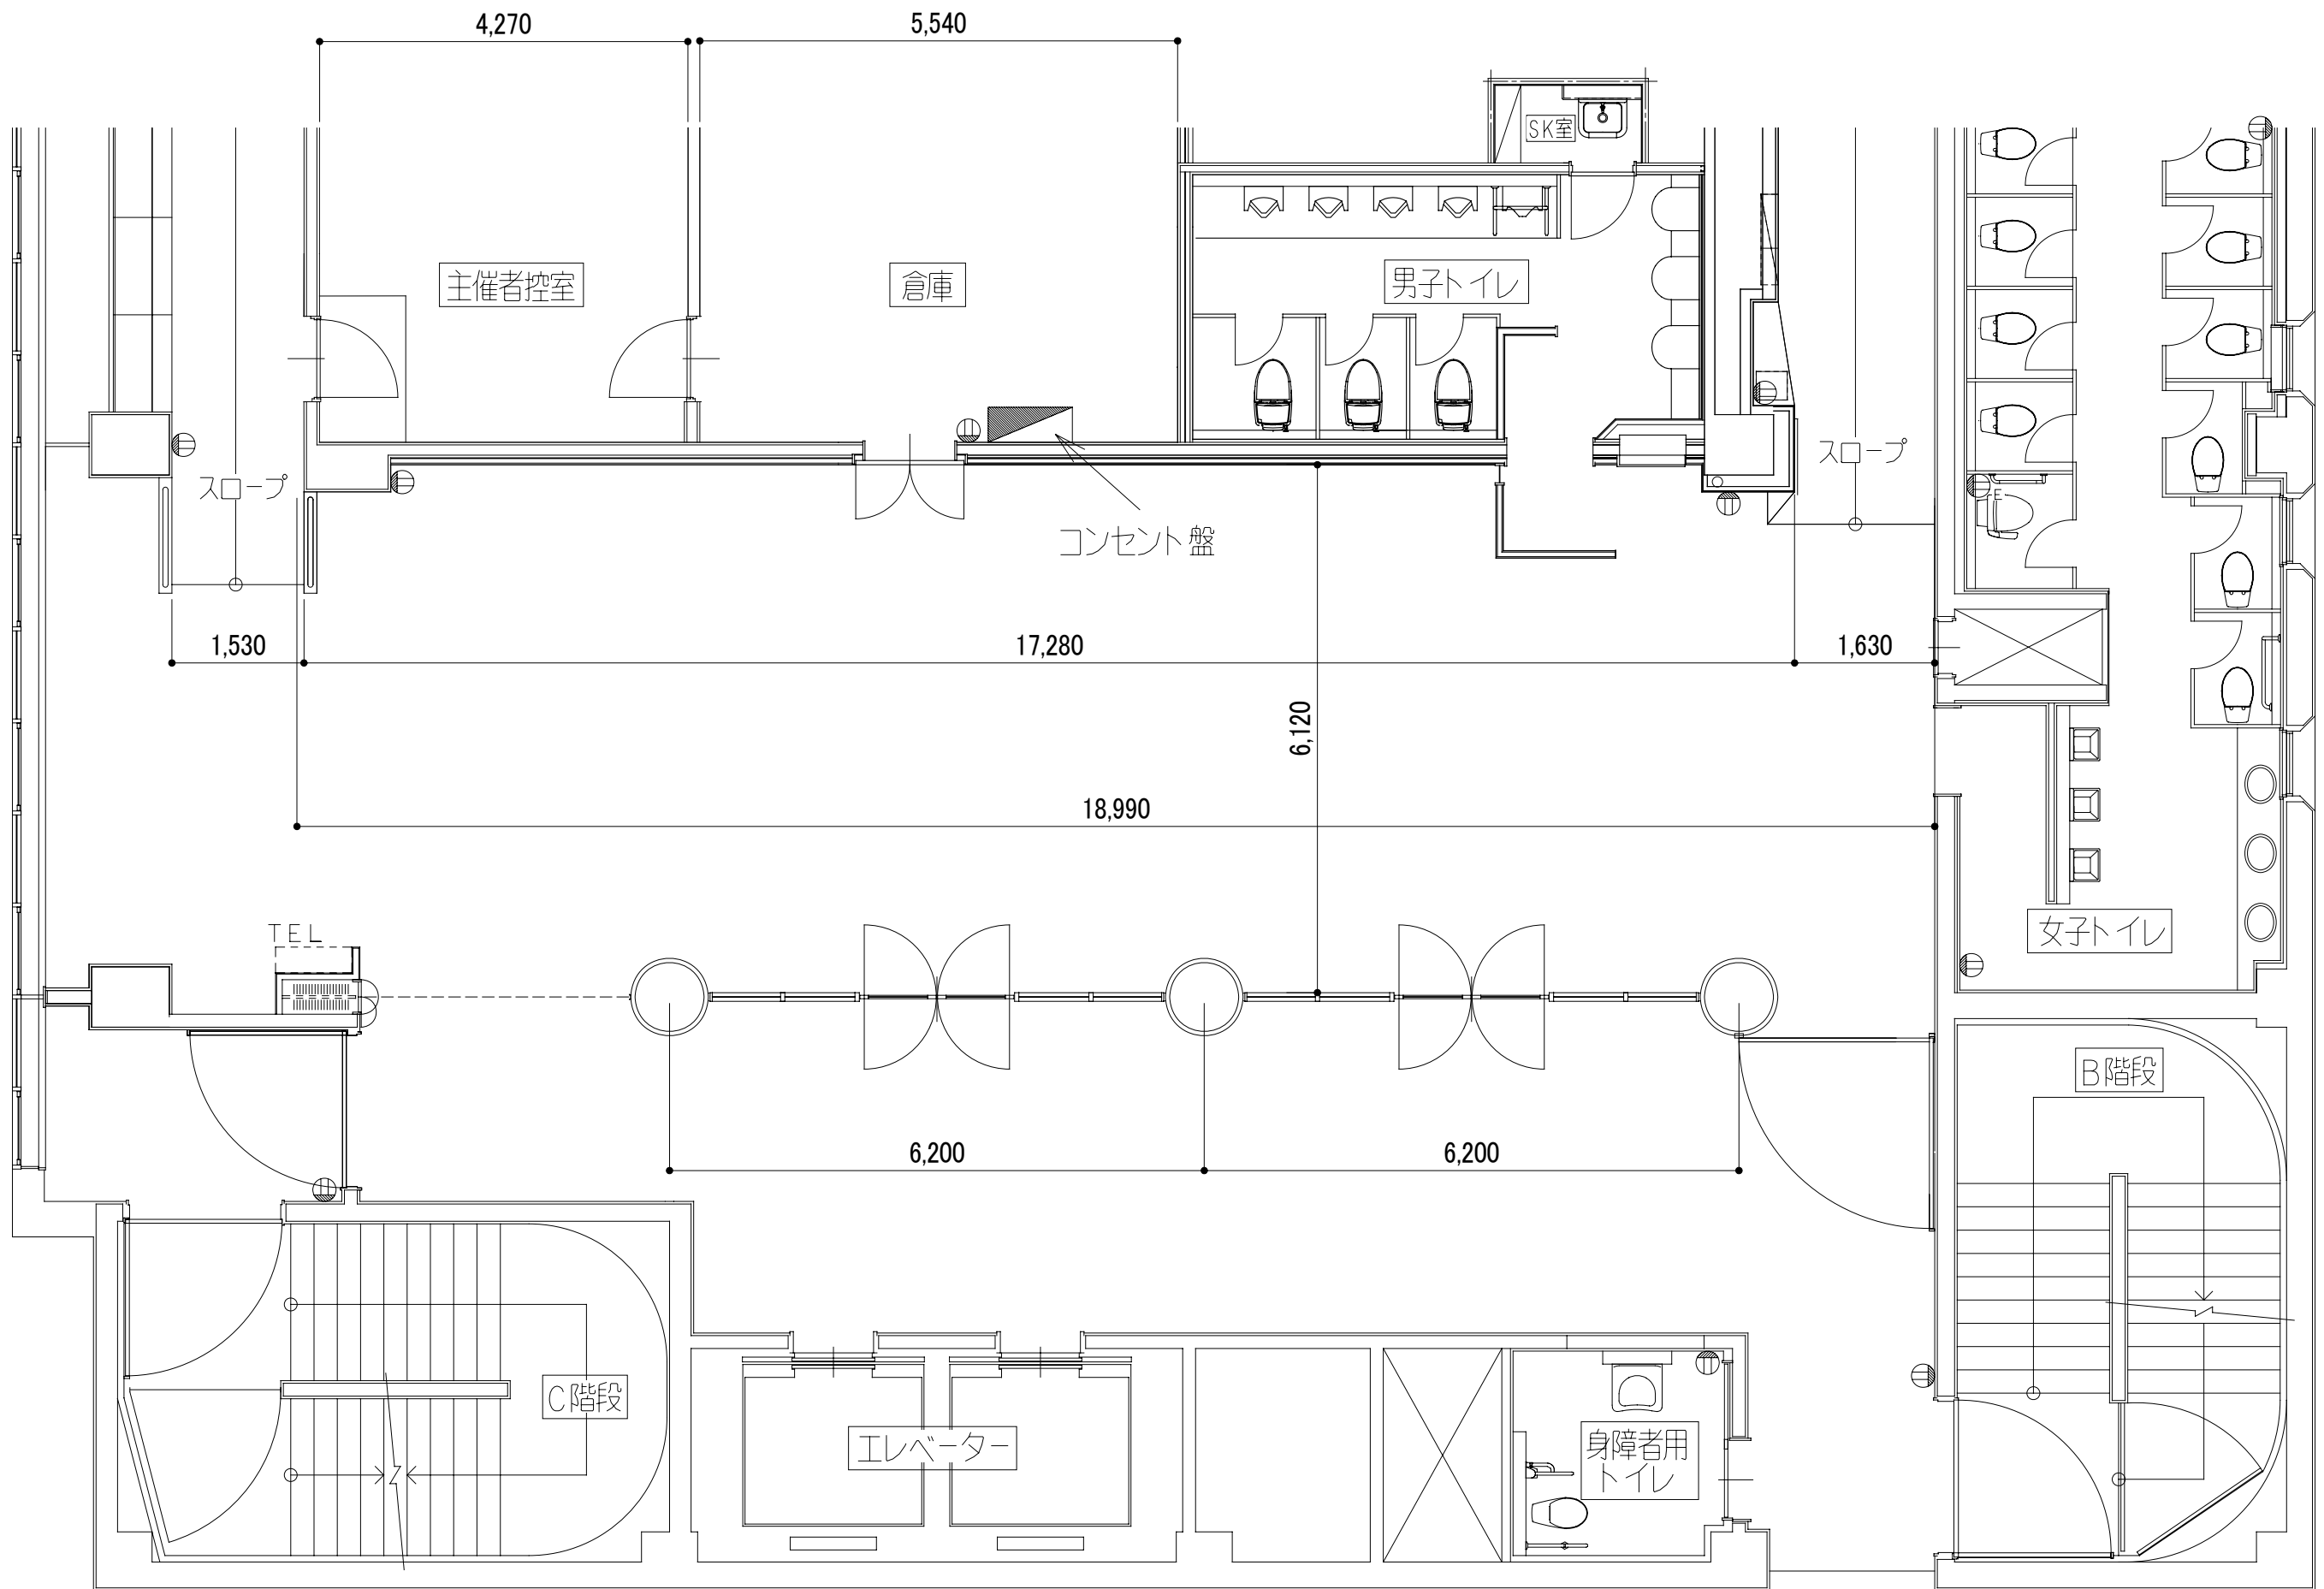 4,270
5,540
SK室
主催者控室
倉庫
男子トイレ
スロープ
スロープ
コンセント盤
E
1,530
17,280
1,630
6,120
18,990
TEL
女子トイレ
B階段
6,200
6,200
C階段
エレベーター
身障者用
トイレ